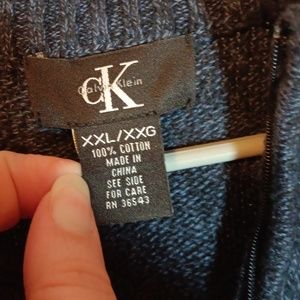 cK
Calvin Klein
XXL/XXG
100% COTTON
MADE IN
CHINA
SEE SIDE
FOR CARE
RN 36543